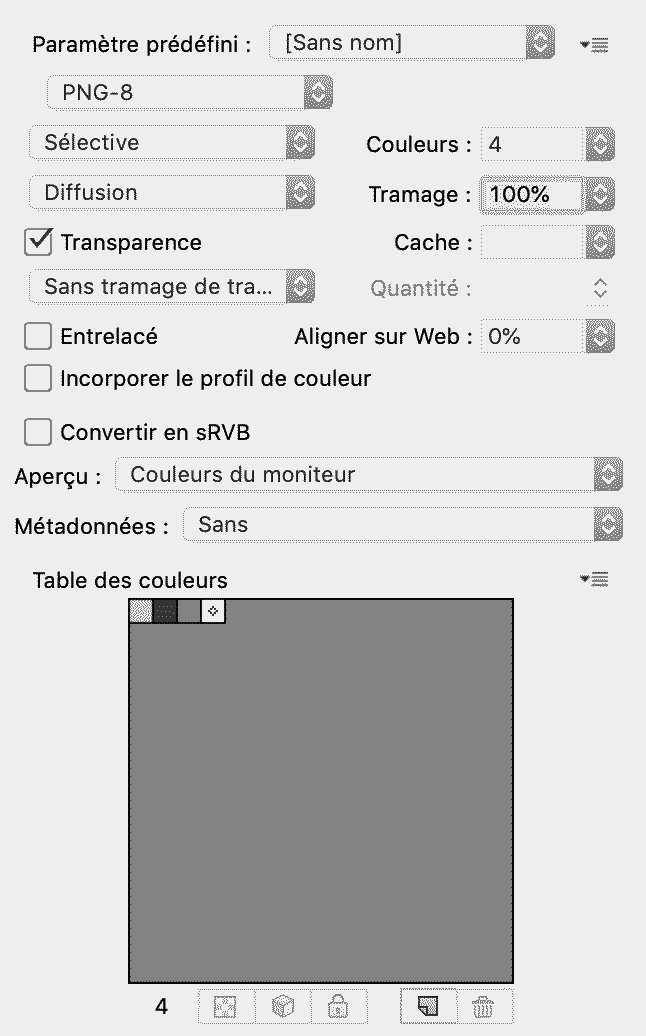 Paramètre prédéfini : [Sans nom]
PNG-8
Sélective Couleurs : 4
Diffusion Tramage : 100%
Transparence Cache :
Sans tramage de tra... Quantité :
Entrelacé Aligner sur Web : 0%
Incorporer le profil de couleur
Convertir en sRVB
Aperçu : Couleurs du moniteur
Métadonnées : Sans
Table des couleurs
4